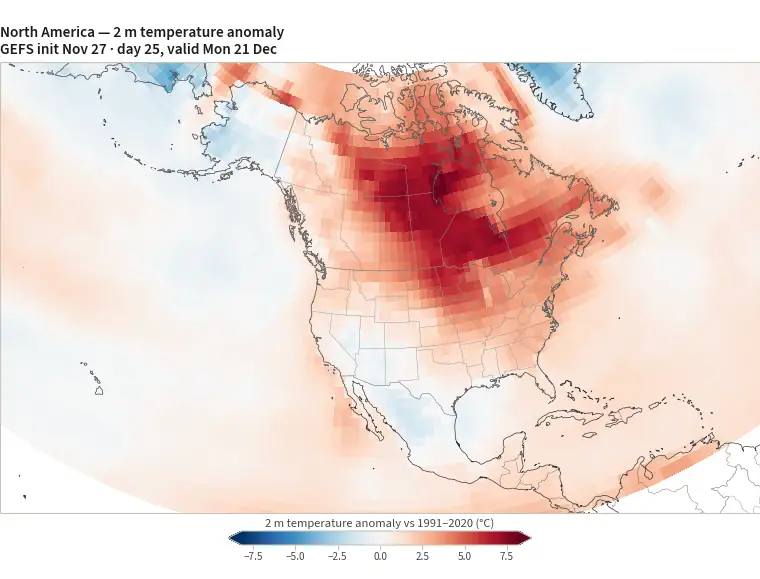 North America — 2 m temperature anomaly
GEFS init Nov 27 · day 25, valid Mon 21 Dec
2 m temperature anomaly vs 1991–2020 (°C)
−7.5 −5.0 −2.5 0.0 2.5 5.0 7.5